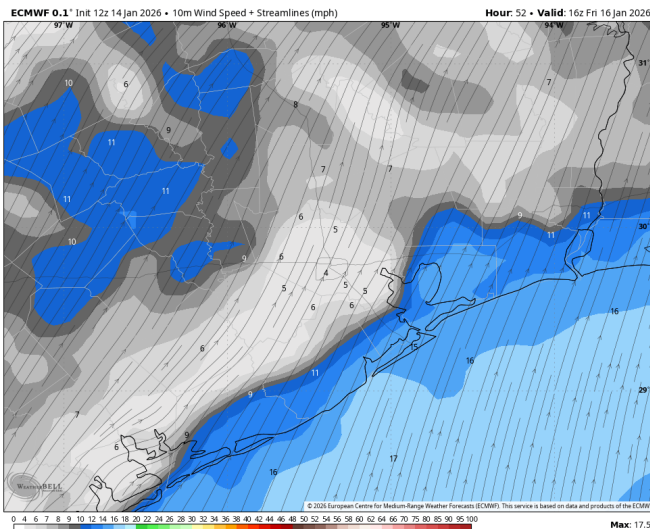 ECMWF 0.1° Init 12z 14 Jan 2026 • 10m Wind Speed + Streamlines (mph) Hour: 52 • Valid: 16z Fri 16 Jan 2026
97°W 96°W 95°W 94°W
31°
10 6 7
8
9
11
7 7
11
11 6 9 11
30°
5 11
10
9 6
4
5 5 5
6 6
16
15
6 16
11
29°
9
7
9
6
17
16
WEATHERBELL
© 2026 European Centre for Medium-Range Weather Forecasts (ECMWF). This service is based on data and products of the ECMW
0 4 6 7 8 9 10 12 14 16 18 20 22 24 26 28 30 32 34 36 38 40 42 44 46 48 50 52 54 56 58 60 62 64 66 68 70 75 80 85 90 95 100
Max: 17.5